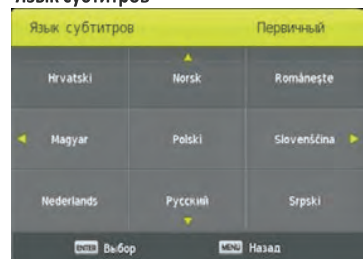 Язык субтитров
Язык субтитров Первичный
Hrvatski Norsk Românește
Magyar Polski Slovenščina
Nederlands Русский Srpski
ENTER Выбор MENU Назад